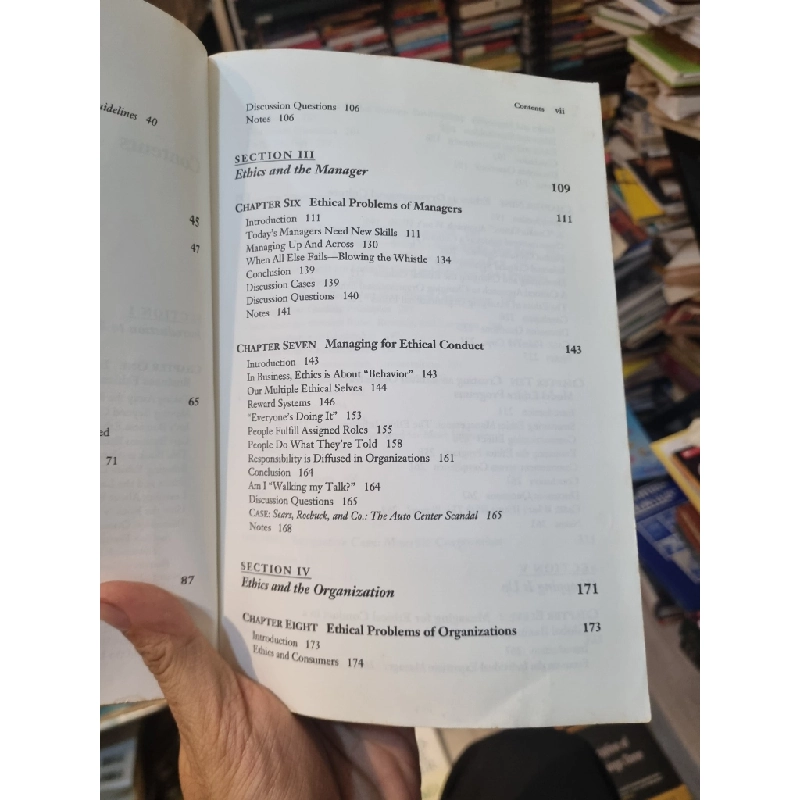 idelines 40
45
47
65
ed
71
87
Contents vii
Discussion Questions 106
Notes 106
SECTION III
Ethics and the Manager 109
CHAPTER SIX Ethical Problems of Managers 111
Introduction 111
Today's Managers Need New Skills 111
Managing Up And Across 130
When All Else Fails—Blowing the Whistle 134
Conclusion 139
Discussion Cases 139
Discussion Questions 140
Notes 141
CHAPTER SEVEN Managing for Ethical Conduct 143
Introduction 143
In Business, Ethics is About "Behavior" 143
Our Multiple Ethical Selves 144
Reward Systems 146
"Everyone's Doing It" 153
People Fulfill Assigned Roles 155
People Do What They're Told 158
Responsibility is Diffused in Organizations 161
Conclusion 164
Am I "Walking my Talk?" 164
Discussion Questions 165
CASE: Sears, Roebuck, and Co.: The Auto Center Scandal 165
Notes 168
SECTION IV
Ethics and the Organization 171
CHAPTER EIGHT Ethical Problems of Organizations 173
Introduction 173
Ethics and Consumers 174